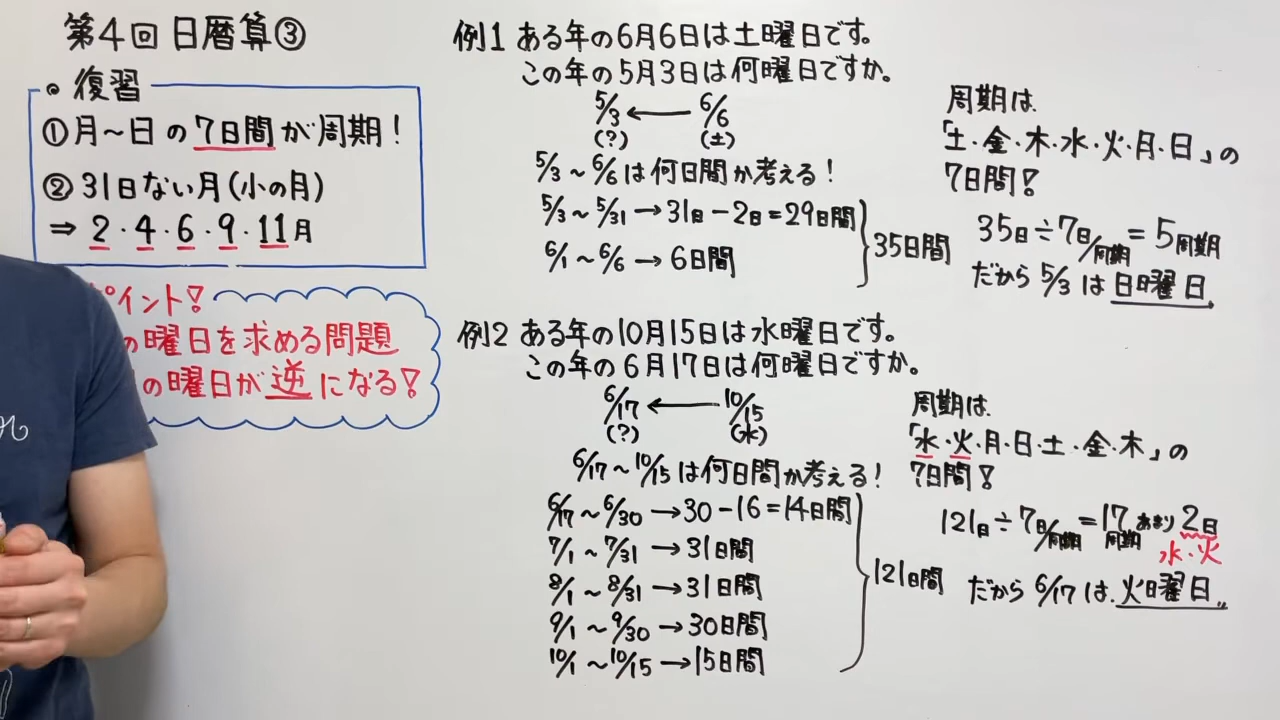 第4回 日暦算③
復習
①月～日の7日間が周期!
②31日ない月(小の月)
⇒ 2・4・6・9・11月
ポイント!
の曜日を求める問題
の曜日が逆になる!
例1 ある年の6月6日は土曜日です。
この年の5月3日は何曜日ですか。
5/3 ← 6/6
(?) (土)
5/3～6/6は何日間か考える!
5/3～5/31→31日-2日=29日間
6/1～6/6→6日間
35日間
周期は
「土・金・木・水・火・月・日」の
7日間!
35日÷7日/周期=5周期
だから5/3は日曜日。
例2 ある年の10月15日は水曜日です。
この年の6月17日は何曜日ですか。
6/17 ← 10/15
(?) (水)
6/17～10/15は何日間か考える!
6/17～6/30→30-16=14日間
7/1～7/31→31日間
8/1～8/31→31日間
9/1～9/30→30日間
10/1～10/15→15日間
121日間
周期は
「水・火・月・日・土・金・木」の
7日間!
121日÷7日/周期=17周期あまり2日
水・火
だから6/17は火曜日。